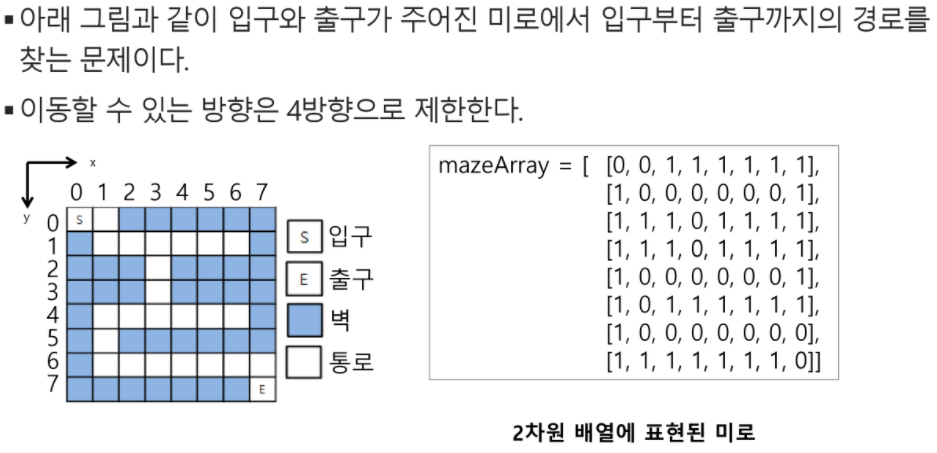 ▪ 아래 그림과 같이 입구와 출구가 주어진 미로에서 입구부터 출구까지의 경로를
찾는 문제이다.
▪ 이동할 수 있는 방향은 4방향으로 제한한다.
x
y
0 1 2 3 4 5 6 7
0
1
2
3
4
5
6
7
S
E
S 입구
E 출구
벽
통로
mazeArray = [ [0, 0, 1, 1, 1, 1, 1, 1],
[1, 0, 0, 0, 0, 0, 0, 1],
[1, 1, 1, 0, 1, 1, 1, 1],
[1, 1, 1, 0, 1, 1, 1, 1],
[1, 0, 0, 0, 0, 0, 0, 1],
[1, 0, 1, 1, 1, 1, 1, 1],
[1, 0, 0, 0, 0, 0, 0, 0],
[1, 1, 1, 1, 1, 1, 1, 0]]
2차원 배열에 표현된 미로